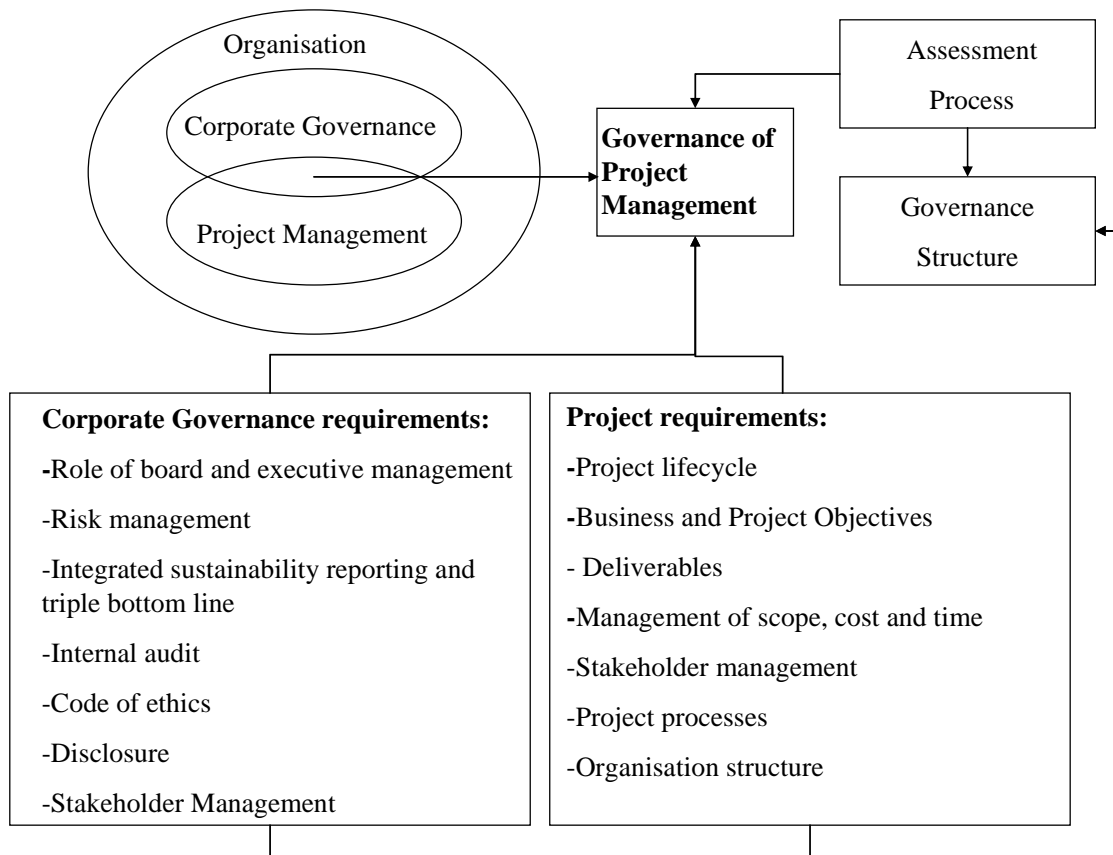 Organisation
Corporate Governance
Project Management
Governance of
Project
Management
Assessment
Process
Governance
Structure
Corporate Governance requirements:
-Role of board and executive management
-Risk management
-Integrated sustainability reporting and
triple bottom line
-Internal audit
-Code of ethics
-Disclosure
-Stakeholder Management
Project requirements:
-Project lifecycle
-Business and Project Objectives
- Deliverables
-Management of scope, cost and time
-Stakeholder management
-Project processes
-Organisation structure